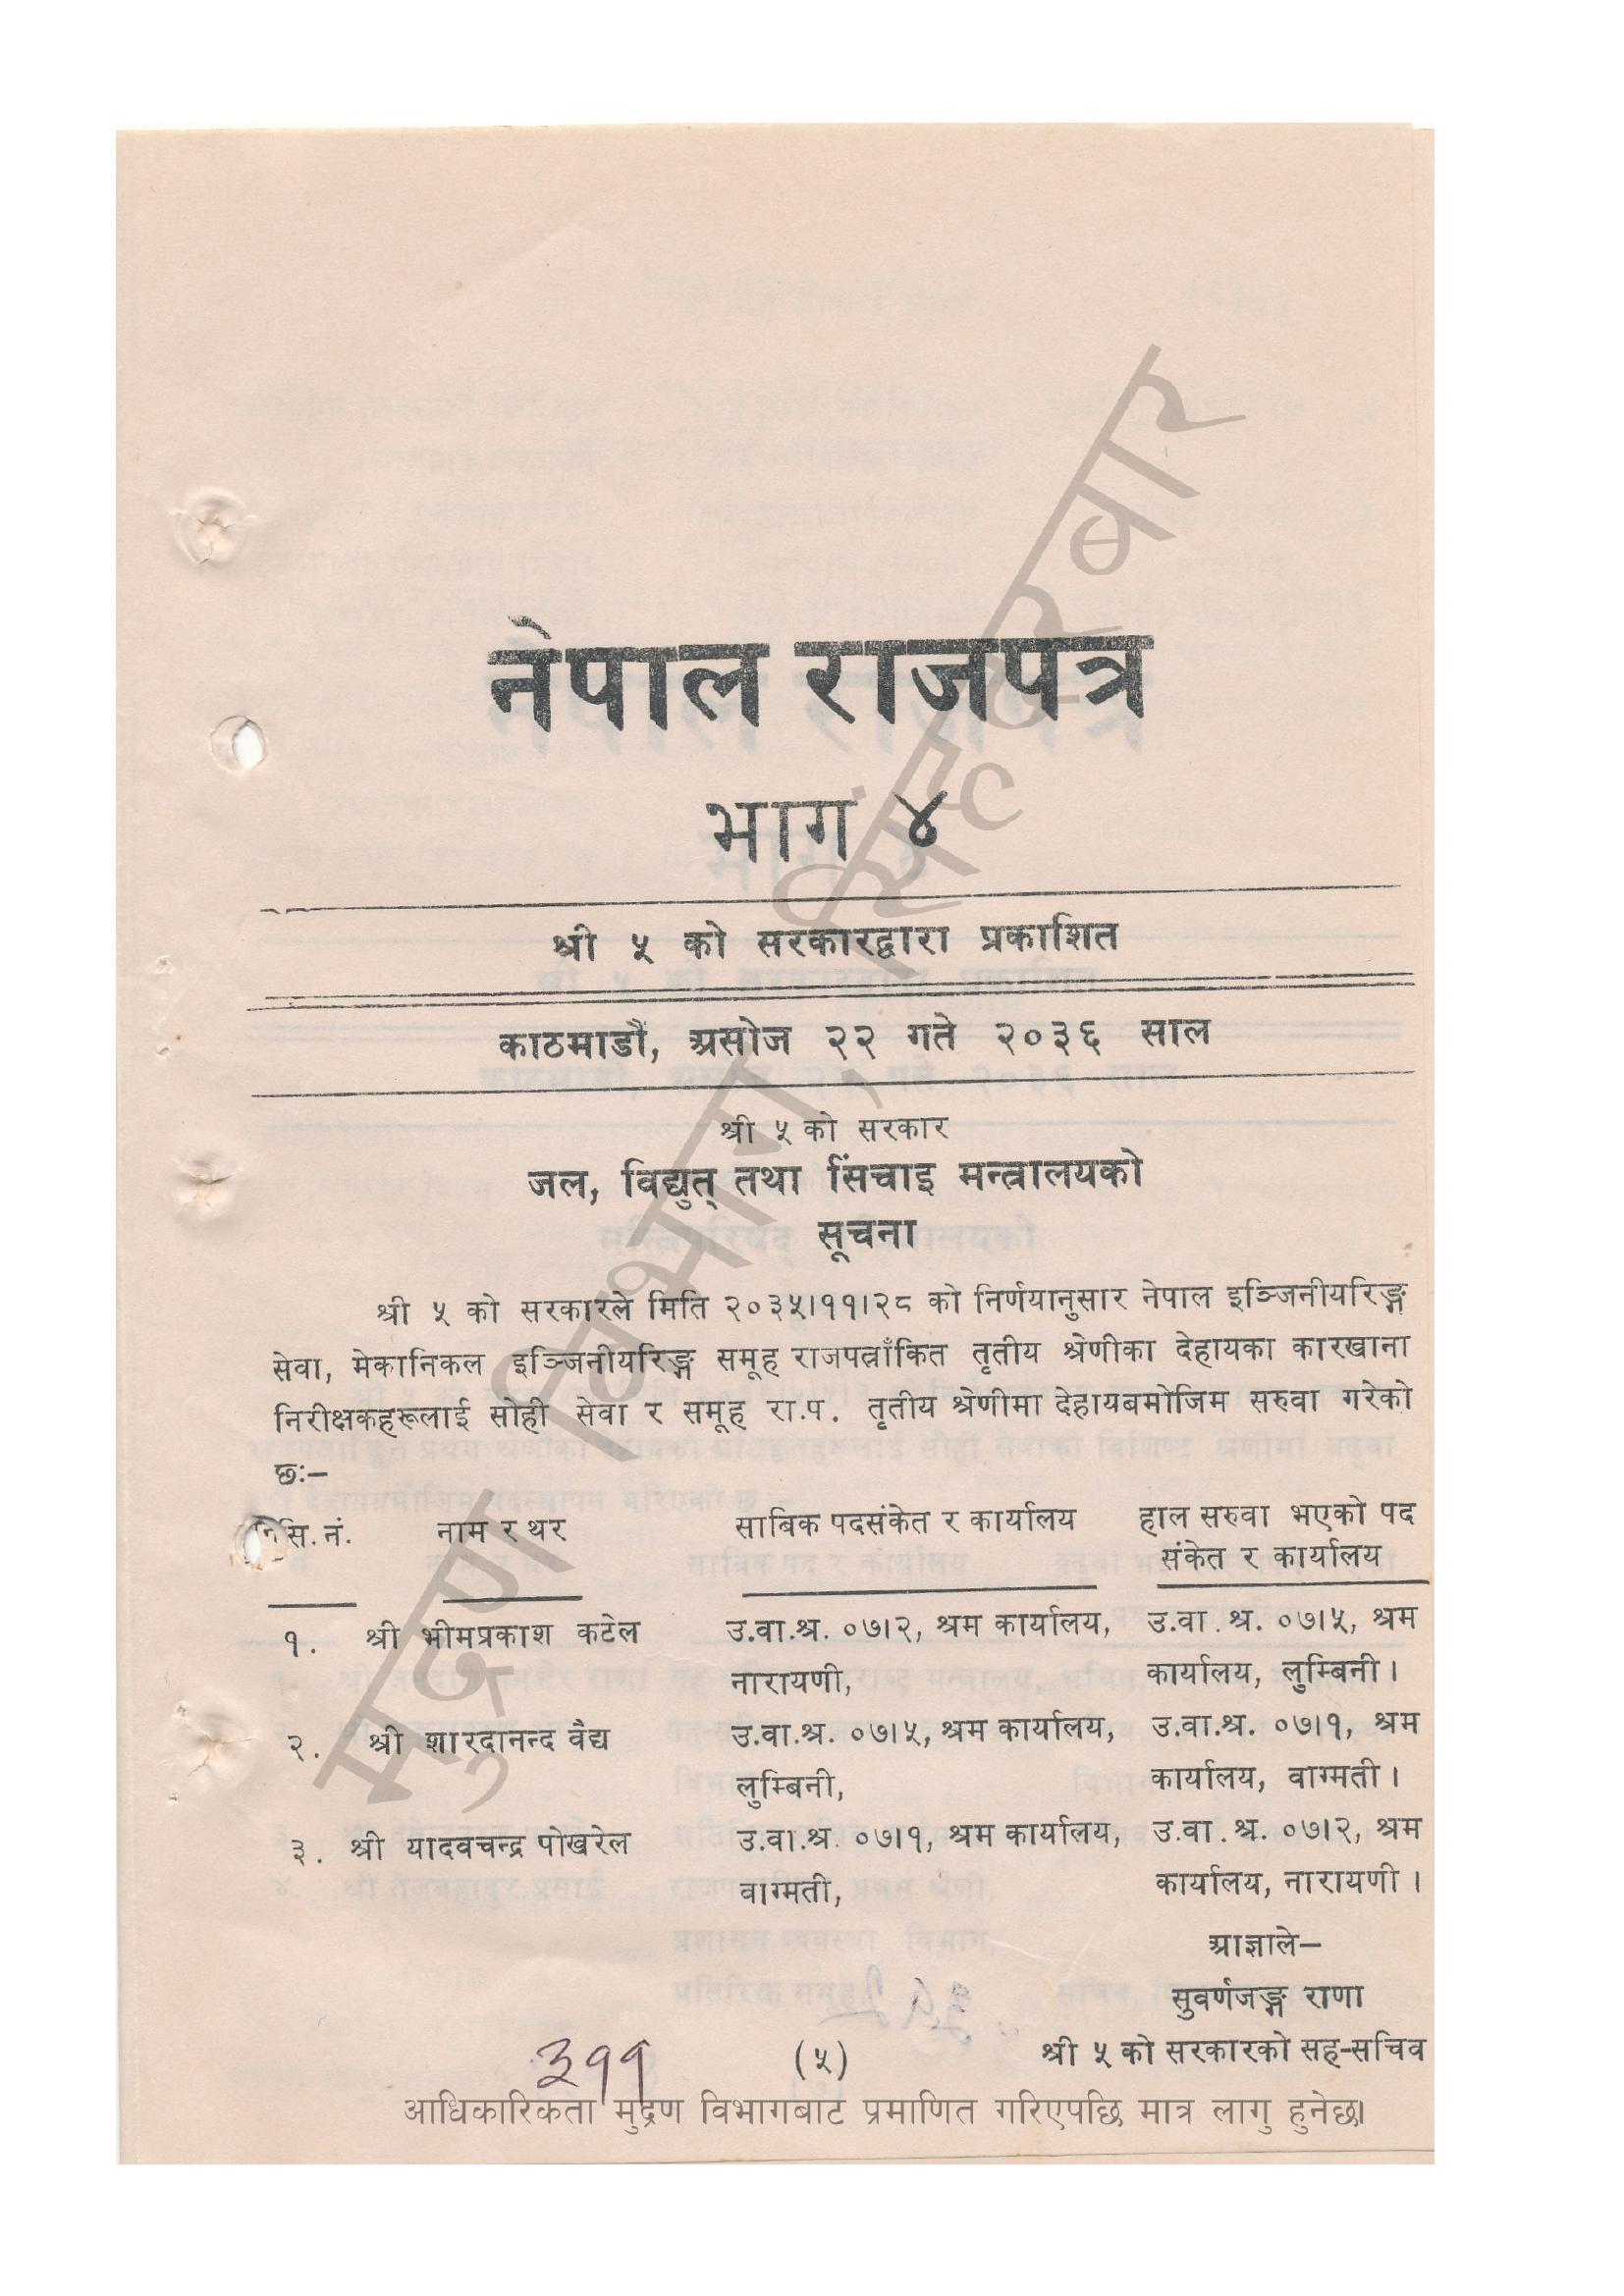 नेपाल राजपत्र
भाग ४
श्री ५ को सरकारद्वारा प्रकाशित
काठमाडौं, असोज २२ गते २०३६ साल
श्री ५ को सरकार
जल, विद्युत् तथा सिंचाइ मन्त्रालयको
सूचना
श्री ५ को सरकारले मिति २०३५।११।२८ को निर्णयानुसार नेपाल इञ्जिनीयरिङ्ग
सेवा, मेकानिकल इञ्जिनीयरिङ्ग समूह राजपत्राँकित तृतीय श्रेणीका देहायका कारखाना
निरीक्षकहरूलाई सोही सेवा र समूह रा.प. तृतीय श्रेणीमा देहायबमोजिम सरुवा गरेको
छः–
सि. नं. नाम र थर साबिक पदसंकेत र कार्यालय हाल सरुवा भएको पद
संकेत र कार्यालय
१. श्री भीमप्रकाश कटेल उ.वा.श्र. ०७।२, श्रम कार्यालय, उ.वा. श्र. ०७।५, श्रम
नारायणी, कार्यालय, लुम्बिनी ।
२. श्री शारदानन्द वैद्य उ.वा.श्र. ०७।५, श्रम कार्यालय, उ.वा.श्र. ०७।१, श्रम
लुम्बिनी, कार्यालय, वाग्मती ।
३. श्री यादवचन्द्र पोखरेल उ.वा.श्र. ०७।१, श्रम कार्यालय, उ.वा. श्र. ०७।२, श्रम
वाग्मती, कार्यालय, नारायणी ।
आज्ञाले–
सुवर्णजङ्ग राणा
३११ (५) श्री ५ को सरकारको सह-सचिव
आधिकारिकता मुद्रण विभागबाट प्रमाणित गरिएपछि मात्र लागु हुनेछ।
मुद्रण विभाग, सिंहदरबार